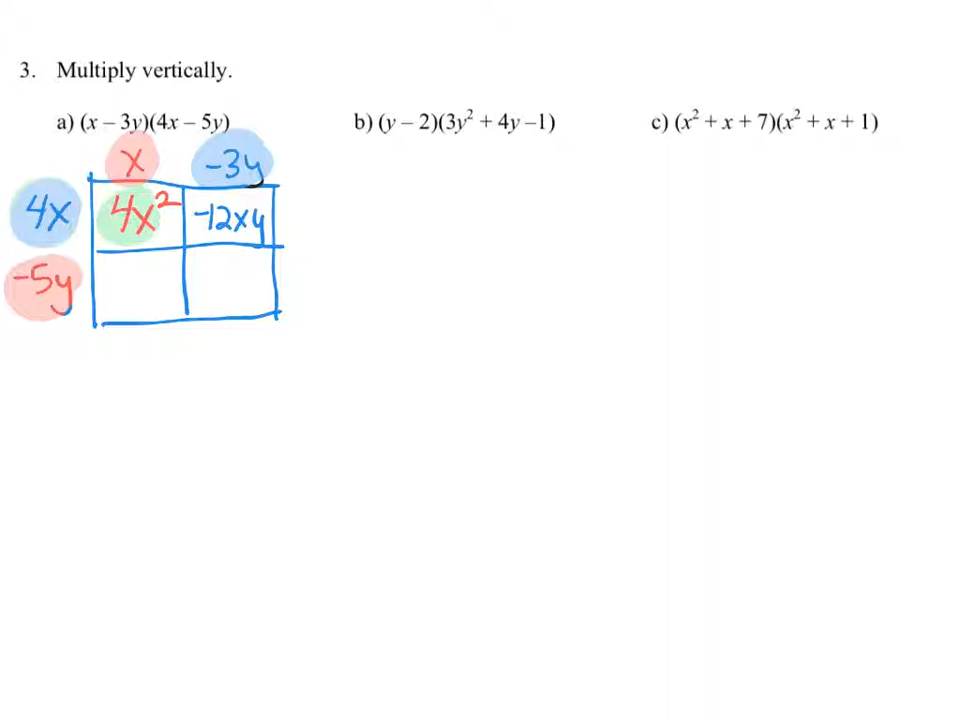 3. Multiply vertically.
a) (x – 3y)(4x – 5y) b) (y – 2)(3y² + 4y –1) c) (x² + x + 7)(x² + x + 1)
x -3y
4x 4x² -12xy
-5y